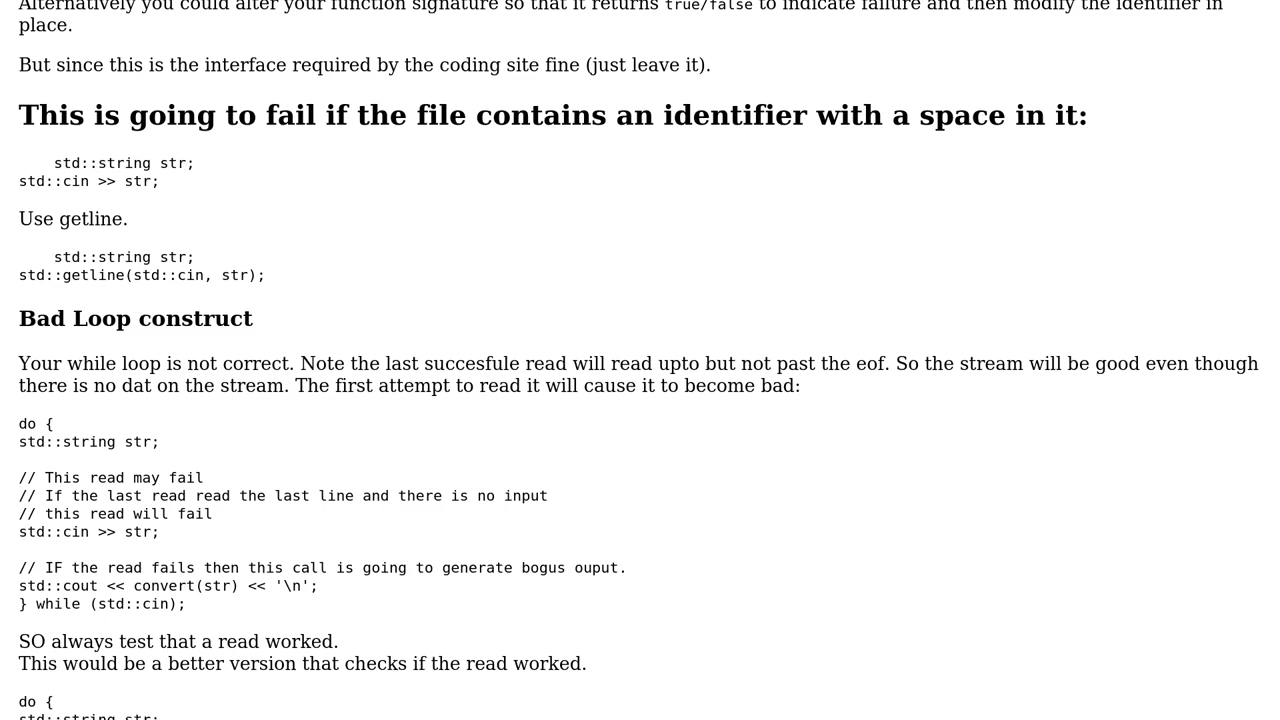 Alternatively you could alter your function signature so that it returns true/false to indicate failure and then modify the identifier in
place.
But since this is the interface required by the coding site fine (just leave it).
This is going to fail if the file contains an identifier with a space in it:
std::string str;
std::cin >> str;
Use getline.
std::string str;
std::getline(std::cin, str);
Bad Loop construct
Your while loop is not correct. Note the last succesfule read will read upto but not past the eof. So the stream will be good even though
there is no dat on the stream. The first attempt to read it will cause it to become bad:
do {
std::string str;
// This read may fail
// If the last read read the last line and there is no input
// this read will fail
std::cin >> str;
// IF the read fails then this call is going to generate bogus ouput.
std::cout << convert(str) << '\n';
} while (std::cin);
SO always test that a read worked.
This would be a better version that checks if the read worked.
do {
std::string str;